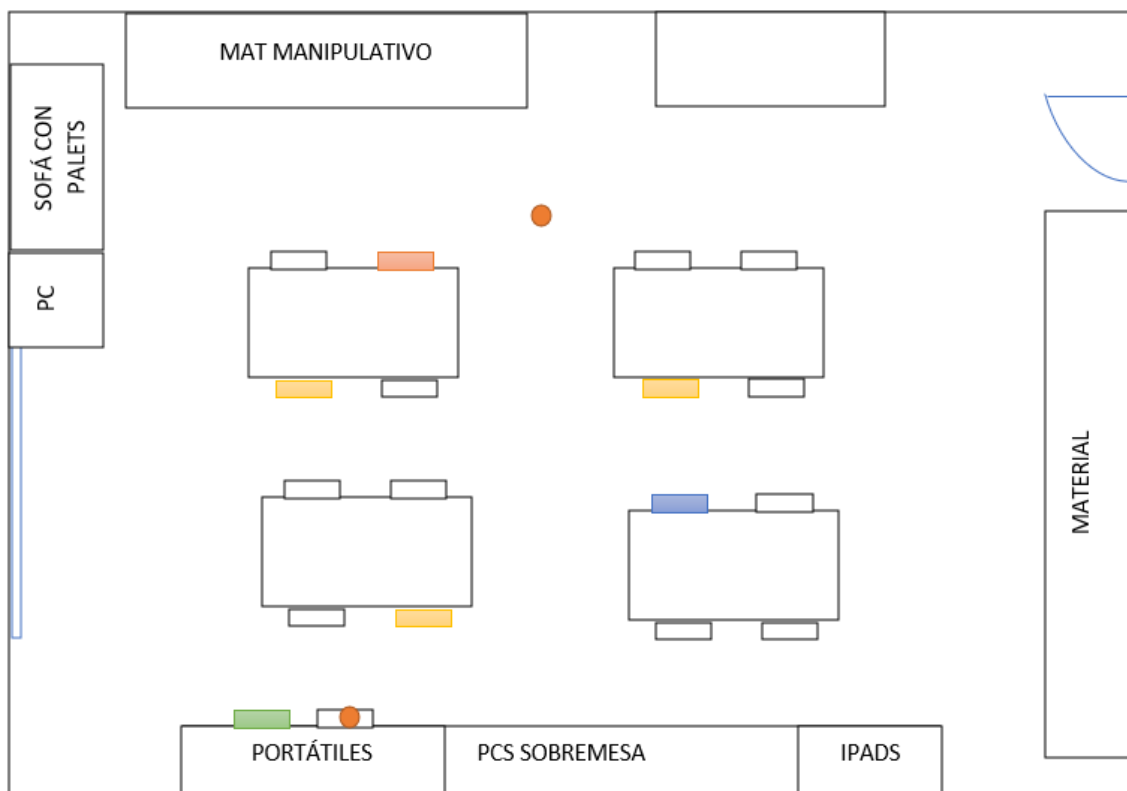 MAT MANIPULATIVO
SOFÁ CON
PALETS
PC
MATERIAL
PORTÁTILES
PCS SOBREMESA
IPADS